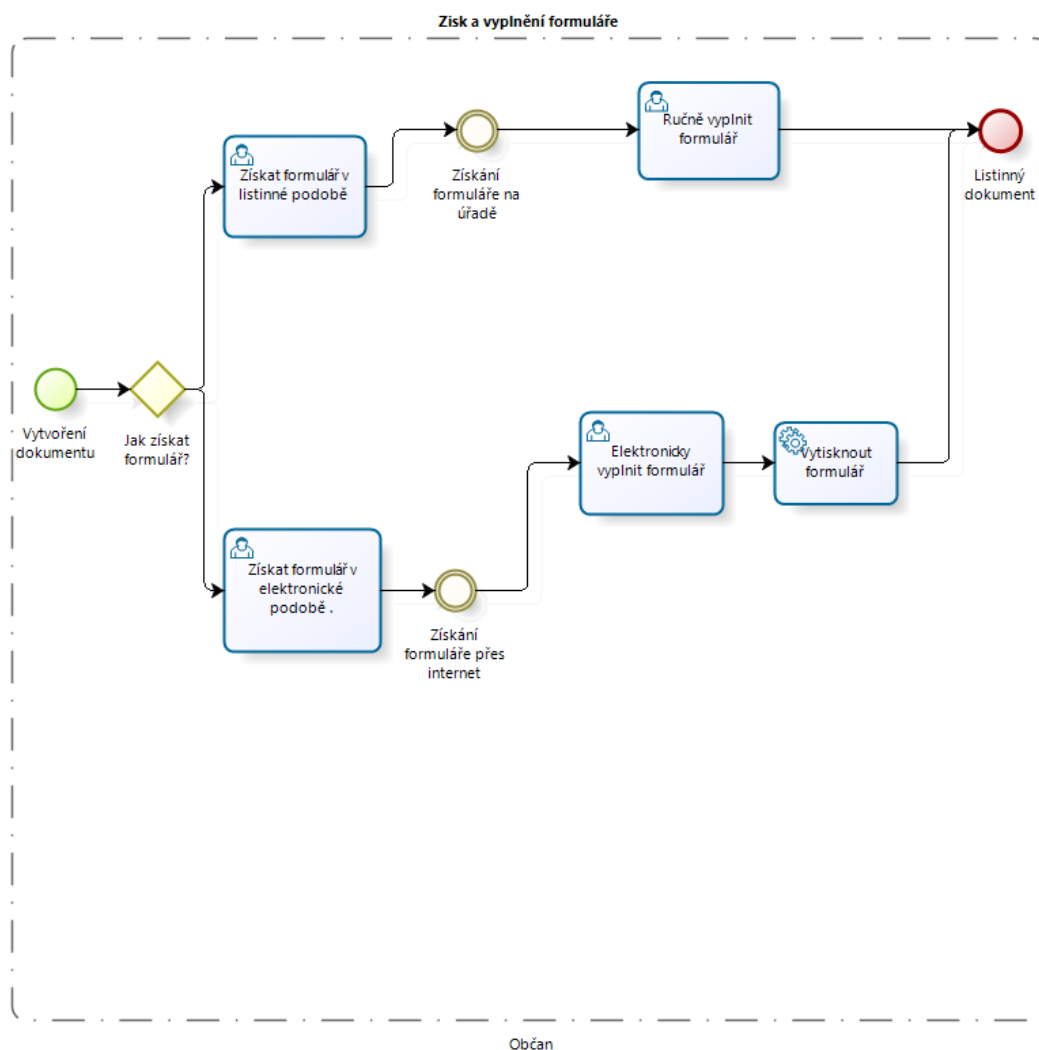 Zisk a vyplnění formuláře
Ručně vyplnit
formulář
Získat formulář v
listinné podobě
Získání
formuláře na
úřadě
Listinný
dokument
Vytvoření
dokumentu
Jak získat
formulář?
Elektronicky
vyplnit formulář
Vytisknout
formulář
Získat formulář v
elektronické
podobě .
Získání
formuláře přes
internet
Občan